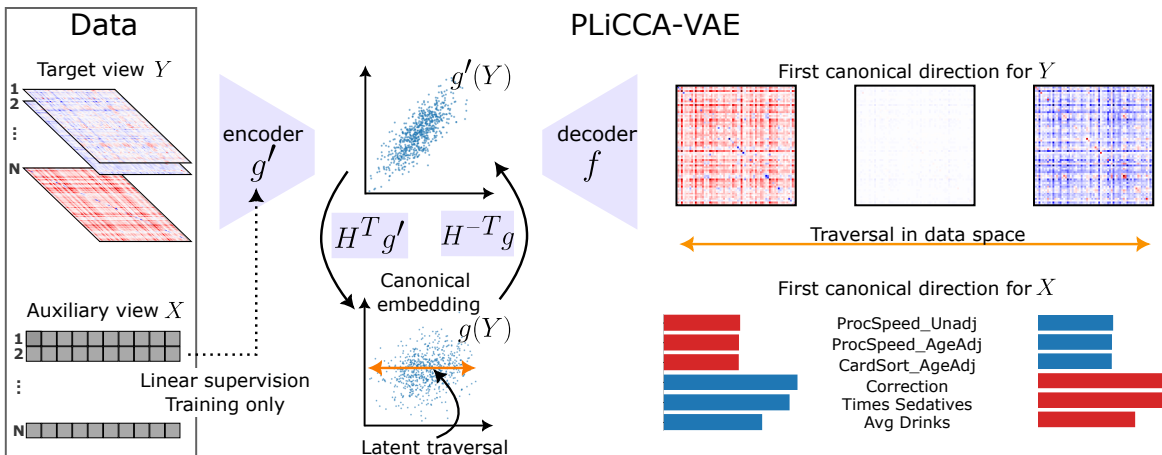 Data
PLiCCA-VAE
Target view Y
1
2
...
N
encoder
g′
g′(Y)
decoder
f
First canonical direction for Y
H^T g′
H^{-T} g
Traversal in data space
Canonical
embedding
g(Y)
Auxiliary view X
1
2
...
N
Linear supervision
Training only
Latent traversal
First canonical direction for X
ProcSpeed_Unadj
ProcSpeed_AgeAdj
CardSort_AgeAdj
Correction
Times Sedatives
Avg Drinks